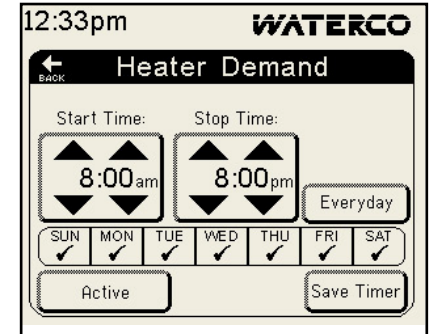 12:33pm WATERCO
BACK Heater Demand
Start Time: Stop Time:
8:00am 8:00pm
Everyday
SUN MON TUE WED THU FRI SAT
Active Save Timer